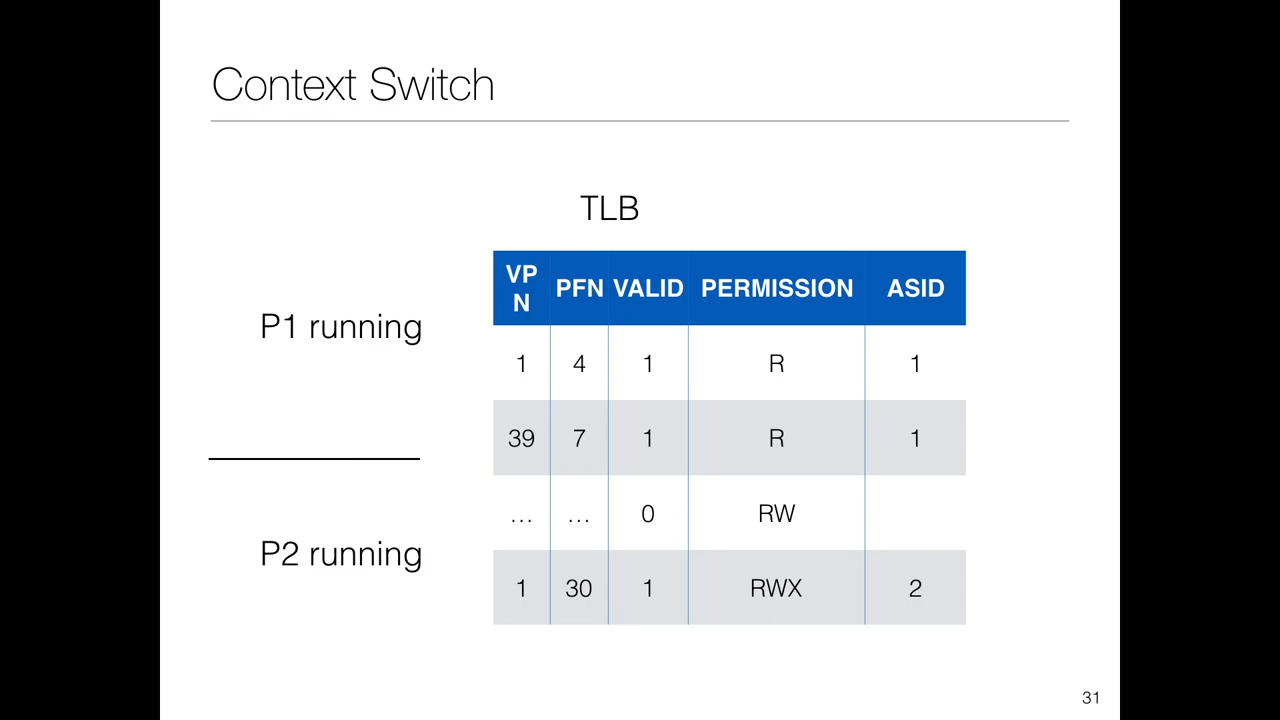 Context Switch
TLB
P1 running
P2 running
VP
N PFN VALID PERMISSION ASID
1 4 1 R 1
39 7 1 R 1
… … 0 RW
1 30 1 RWX 2
31